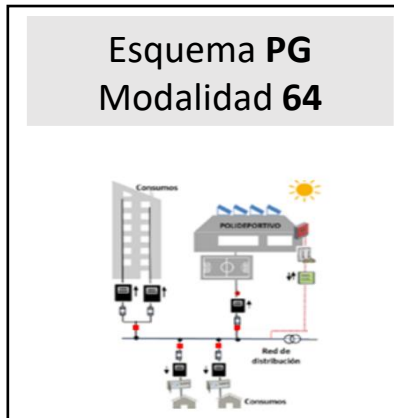 Esquema PG
Modalidad 64
Consumos
POLIDEPORTIVO
Red de
distribución
Consumos